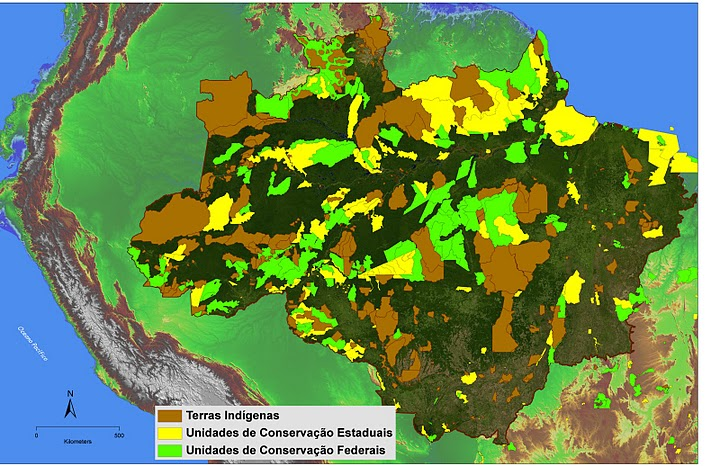 Oceano Pacífico
N
0 500
Kilometers
Terras Indígenas
Unidades de Conservação Estaduais
Unidades de Conservação Federais